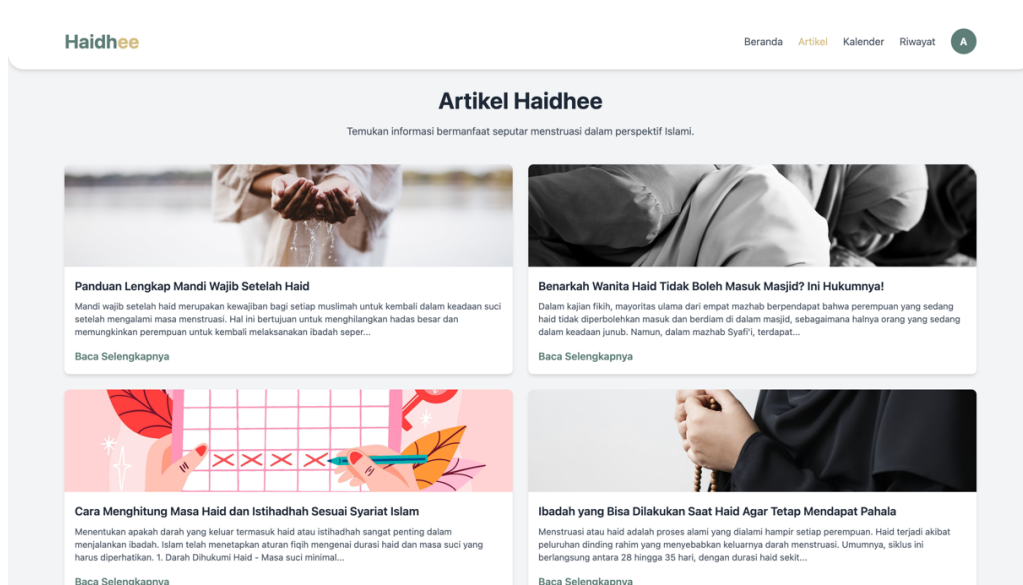 Haidhee
Beranda Artikel Kalender Riwayat A
Artikel Haidhee
Temukan informasi bermanfaat seputar menstruasi dalam perspektif Islami.
Panduan Lengkap Mandi Wajib Setelah Haid
Mandi wajib setelah haid merupakan kewajiban bagi setiap muslimah untuk kembali dalam keadaan suci
setelah mengalami masa menstruasi. Hal ini bertujuan untuk menghilangkan hadas besar dan
memungkinkan perempuan untuk kembali melaksanakan ibadah seper...
Baca Selengkapnya
Benarkah Wanita Haid Tidak Boleh Masuk Masjid? Ini Hukumnya!
Dalam kajian fikih, mayoritas ulama dari empat mazhab berpendapat bahwa perempuan yang sedang
haid tidak diperbolehkan masuk dan berdiam di dalam masjid, sebagaimana halnya orang yang sedang
dalam keadaan junub. Namun, dalam mazhab Syafi'i, terdapat...
Baca Selengkapnya
Cara Menghitung Masa Haid dan Istihadhah Sesuai Syariat Islam
Menentukan apakah darah yang keluar termasuk haid atau istihadhah sangat penting dalam
menjalankan ibadah. Islam telah menetapkan aturan fiqih mengenai durasi haid dan masa suci yang
harus diperhatikan. 1. Darah Dihukumi Haid - Masa suci minimal...
Baca Selengkapnya
Ibadah yang Bisa Dilakukan Saat Haid Agar Tetap Mendapat Pahala
Menstruasi atau haid adalah proses alami yang dialami hampir setiap perempuan. Haid terjadi akibat
peluruhan dinding rahim yang menyebabkan keluarnya darah menstruasi. Umumnya, siklus ini
berlangsung antara 28 hingga 35 hari, dengan durasi haid sekit...
Baca Selengkapnya